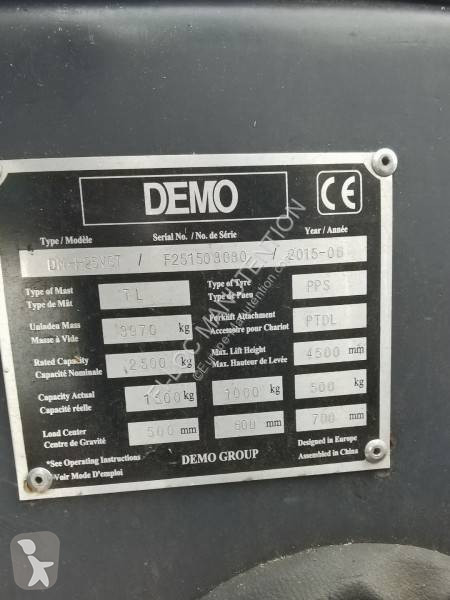 DEMO
CE
Type / Modèle Serial No. / No. de Série Year / Année
/ / 2015-06
Type of Mast TL Type of Tyre PPS
Type de Mât Type de Pneu
Unladen Mass 3970 kg Forklift Attachment PTDL
Masse à Vide Accessoire pour Chariot
Rated Capacity 2500 kg Max. Lift Height 4500 mm
Capacité Nominale Max. Hauteur de Levée
Capacity Actual kg 1000 kg 500 kg
Capacité réelle
Load Center 500 mm 600 mm 700 mm
Centre de Gravité
*See Operating Instructions DEMO GROUP Designed in Europe
Voir Mode D'emploi Assembled in China
ELLOC MANUTENTION
©Europe-Manutention